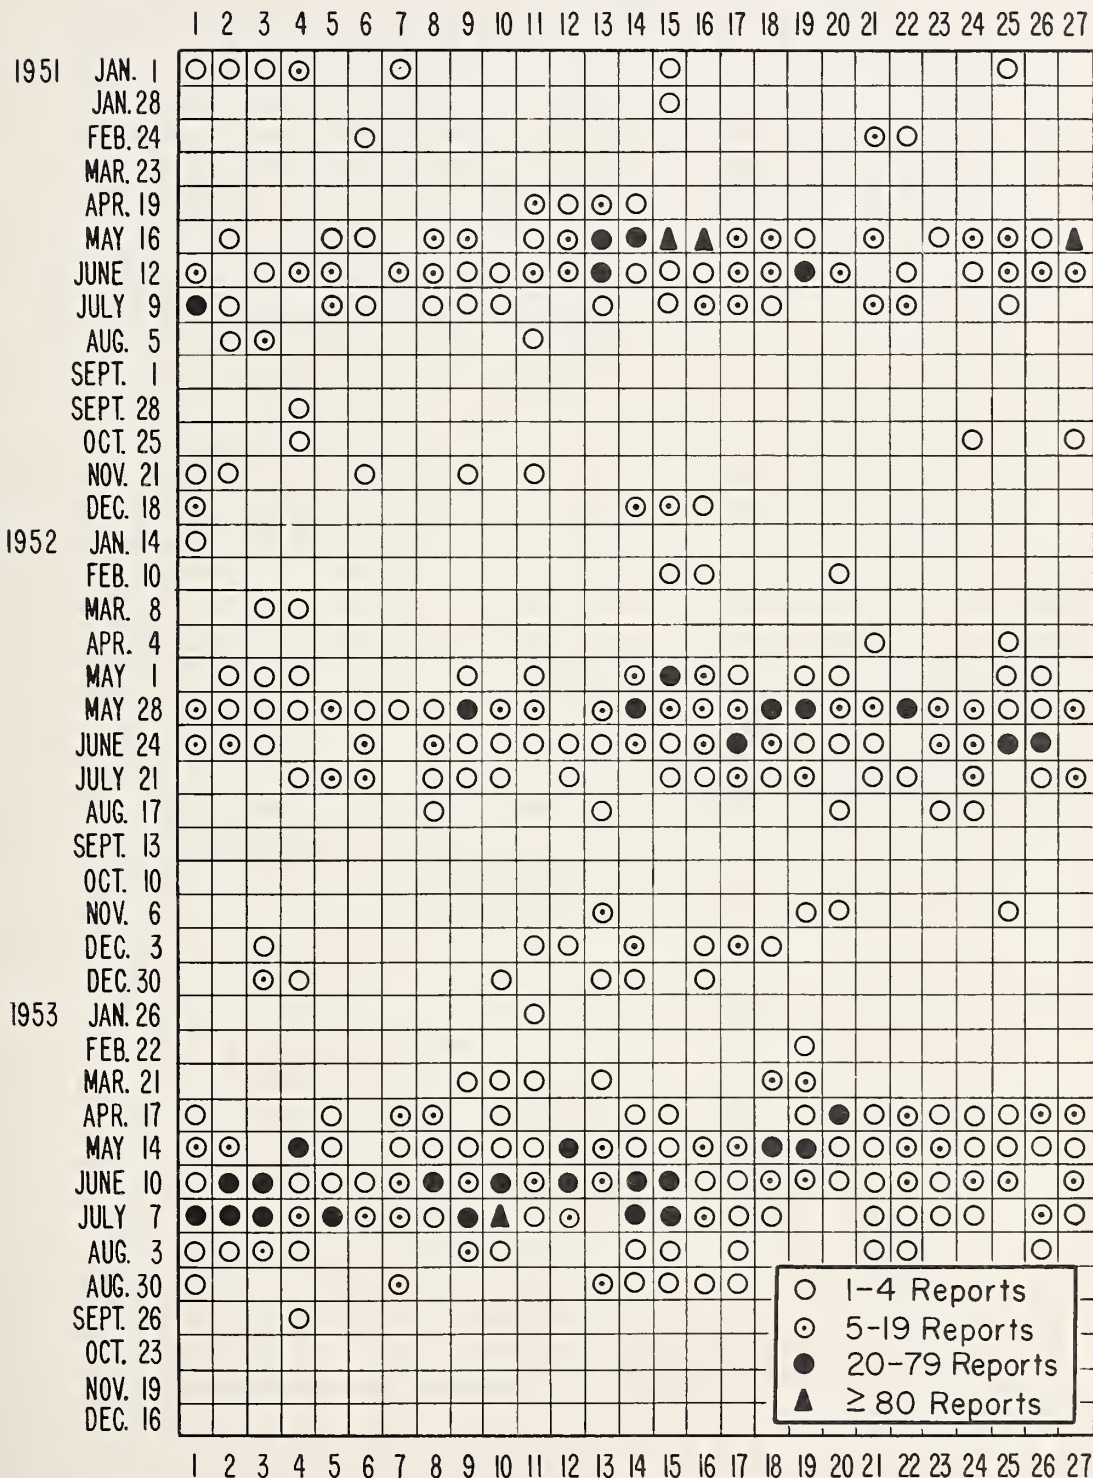 1 2 3 4 5 6 7 8 9 10 11 12 13 14 15 16 17 18 19 20 21 22 23 24 25 26 27
1951 JAN. 1
JAN. 28
FEB. 24
MAR. 23
APR. 19
MAY 16
JUNE 12
JULY 9
AUG. 5
SEPT. 1
SEPT. 28
OCT. 25
NOV. 21
DEC. 18
1952 JAN. 14
FEB. 10
MAR. 8
APR. 4
MAY 1
MAY 28
JUNE 24
JULY 21
AUG. 17
SEPT. 13
OCT. 10
NOV. 6
DEC. 3
DEC. 30
1953 JAN. 26
FEB. 22
MAR. 21
APR. 17
MAY 14
JUNE 10
JULY 7
AUG. 3
AUG. 30
SEPT. 26
OCT. 23
NOV. 19
DEC. 16
1-4 Reports
5-19 Reports
20-79 Reports
≥ 80 Reports
1 2 3 4 5 6 7 8 9 10 11 12 13 14 15 16 17 18 19 20 21 22 23 24 25 26 27